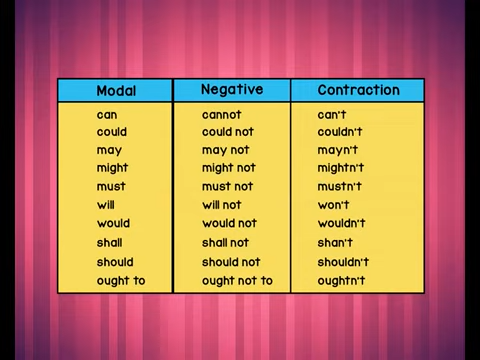 Modal Negative Contraction
can cannot can't
could could not couldn't
may may not mayn't
might might not mightn't
must must not mustn't
will will not won't
would would not wouldn't
shall shall not shan't
should should not shouldn't
ought to ought not to oughtn't